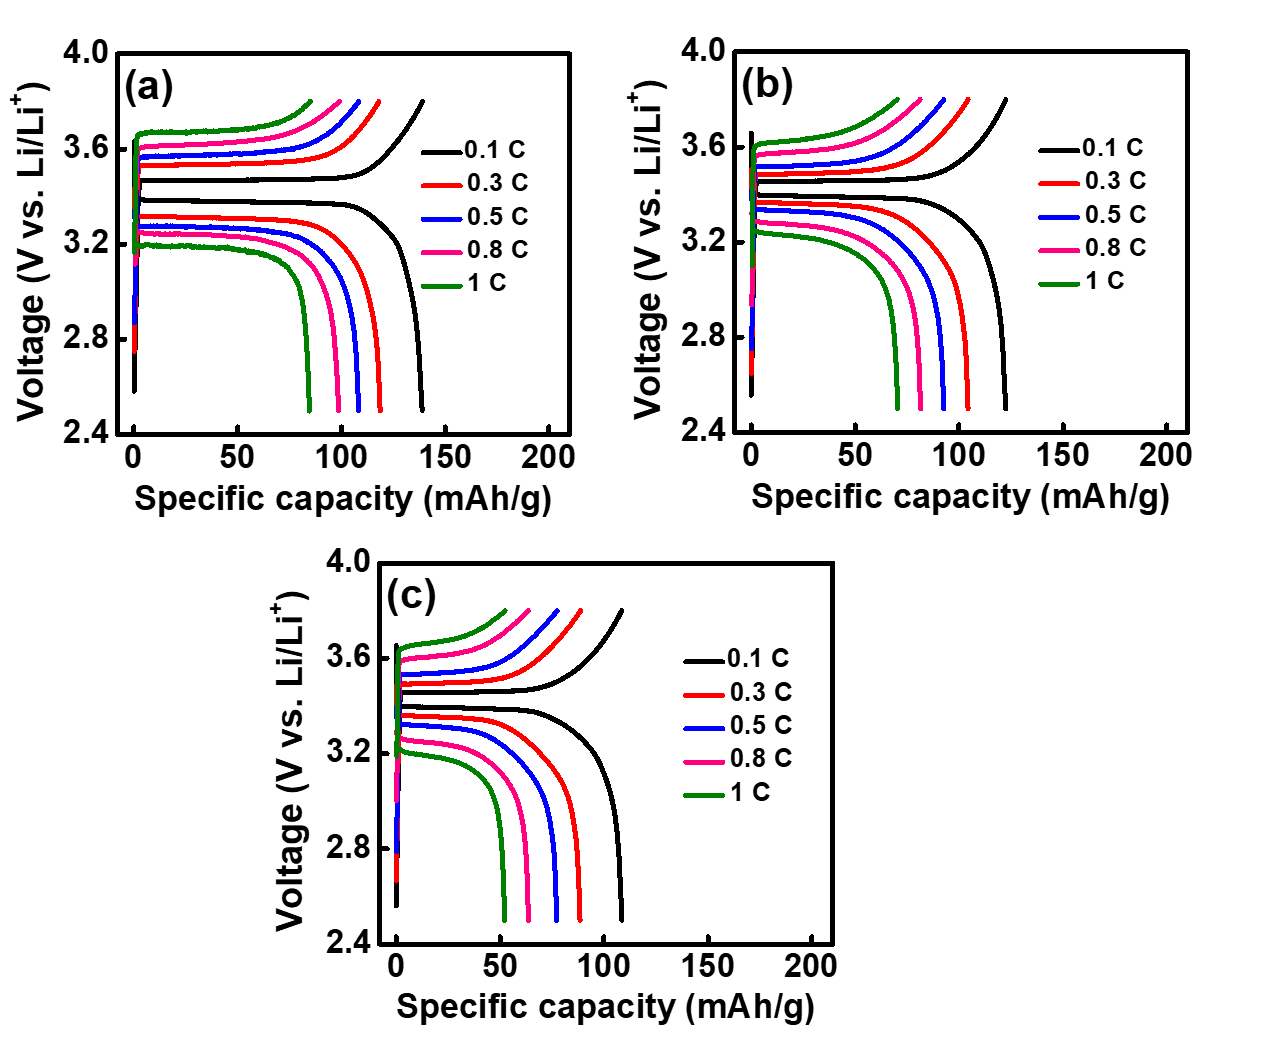 (a)
4.0
3.6
3.2
2.8
2.4
Voltage (V vs. Li/Li+)
0.1 C
0.3 C
0.5 C
0.8 C
1 C
0 50 100 150 200
Specific capacity (mAh/g)
(b)
4.0
3.6
3.2
2.8
2.4
Voltage (V vs. Li/Li+)
0.1 C
0.3 C
0.5 C
0.8 C
1 C
0 50 100 150 200
Specific capacity (mAh/g)
(c)
4.0
3.6
3.2
2.8
2.4
Voltage (V vs. Li/Li+)
0.1 C
0.3 C
0.5 C
0.8 C
1 C
0 50 100 150 200
Specific capacity (mAh/g)